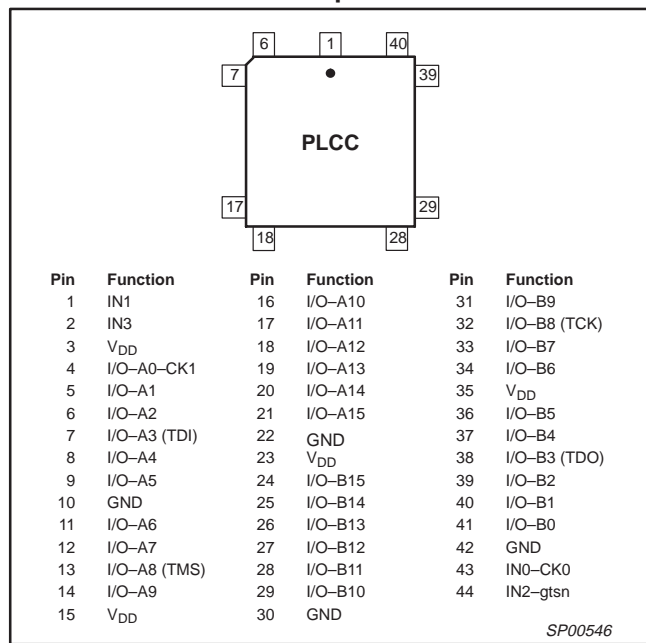 6 1 40
7 39
PLCC
17 29
18 28
Pin Function Pin Function Pin Function
1 IN1 16 I/O–A10 31 I/O–B9
2 IN3 17 I/O–A11 32 I/O–B8 (TCK)
3 VDD 18 I/O–A12 33 I/O–B7
4 I/O–A0–CK1 19 I/O–A13 34 I/O–B6
5 I/O–A1 20 I/O–A14 35 VDD
6 I/O–A2 21 I/O–A15 36 I/O–B5
7 I/O–A3 (TDI) 22 GND 37 I/O–B4
8 I/O–A4 23 VDD 38 I/O–B3 (TDO)
9 I/O–A5 24 I/O–B15 39 I/O–B2
10 GND 25 I/O–B14 40 I/O–B1
11 I/O–A6 26 I/O–B13 41 I/O–B0
12 I/O–A7 27 I/O–B12 42 GND
13 I/O–A8 (TMS) 28 I/O–B11 43 IN0–CK0
14 I/O–A9 29 I/O–B10 44 IN2–gtsn
15 VDD 30 GND
SP00546